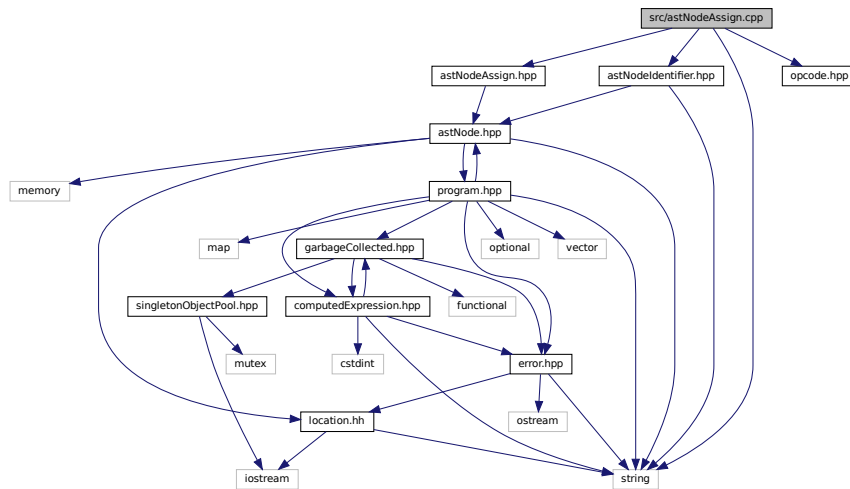 src/astNodeAssign.cpp
astNodeAssign.hpp
astNodeIdentifier.hpp
opcode.hpp
astNode.hpp
memory
program.hpp
map
garbageCollected.hpp
optional
vector
singletonObjectPool.hpp
computedExpression.hpp
functional
mutex
cstdint
error.hpp
location.hh
ostream
iostream
string